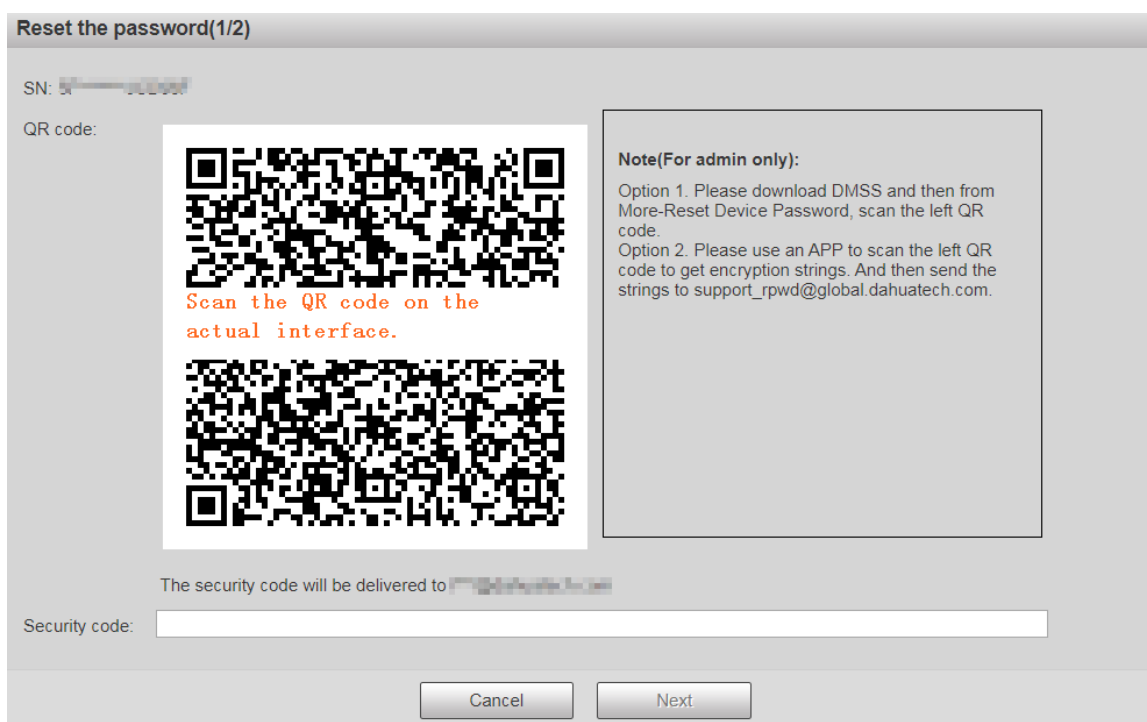 Reset the password(1/2)
SN:
QR code:
Scan the QR code on the
actual interface.
Note(For admin only):
Option 1. Please download DMSS and then from
More-Reset Device Password, scan the left QR
code.
Option 2. Please use an APP to scan the left QR
code to get encryption strings. And then send the
strings to support_rpwd@global.dahuatech.com.
The security code will be delivered to
Security code:
Cancel
Next